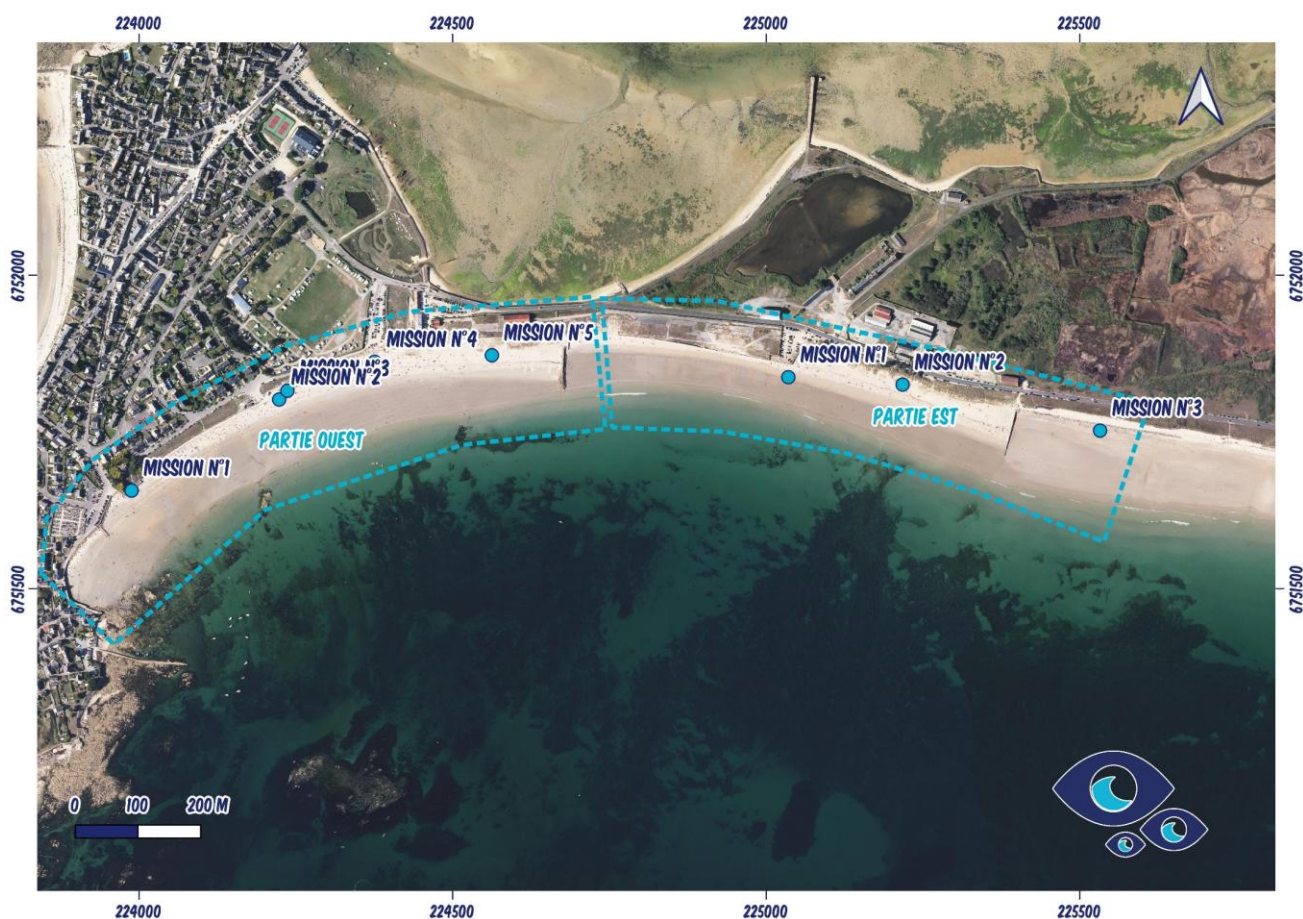 224000
224500
225000
225500
6752000
6752000
MISSION N°4
MISSION N°5
MISSION N°1
MISSION N°3
MISSION N°2
MISSION N°2
MISSION N°3
PARTIE OUEST
PARTIE EST
MISSION N°1
6751500
6751500
0 100 200 M
224000
224500
225000
225500